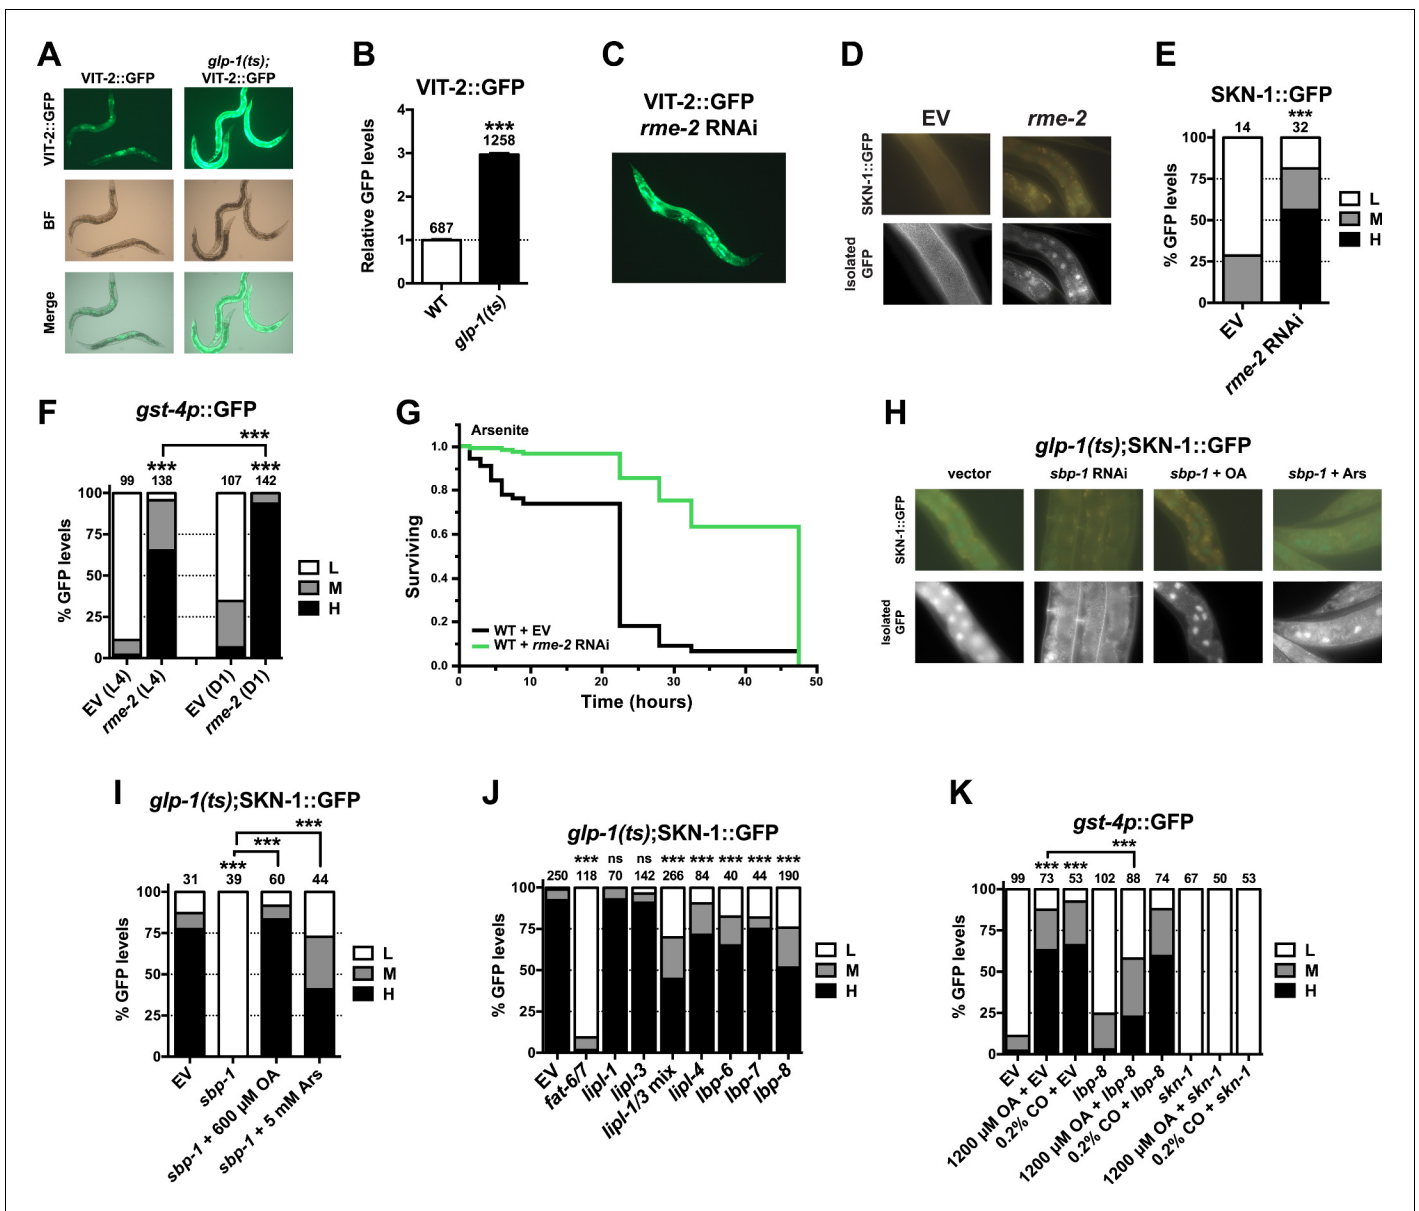 A
VIT-2::GFP
glp-1(ts);
VIT-2::GFP
VIT-2::GFP
BF
Merge
B
VIT-2::GFP
Relative GFP levels
4
3
2
1
0
687
***
1258
WT
glp-1(ts)
C
VIT-2::GFP
rme-2 RNAi
D
EV
rme-2
SKN-1::GFP
Isolated
GFP
E
SKN-1::GFP
% GFP levels
100
75
50
25
0
14
***
32
EV
rme-2 RNAi
L
M
H
F
gst-4p::GFP
***
***
***
99
138
107
142
% GFP levels
100
75
50
25
0
EV (L4)
rme-2 (L4)
EV (D1)
rme-2 (D1)
L
M
H
G
Arsenite
Surviving
1.0
0.8
0.6
0.4
0.2
0.0
WT + EV
WT + rme-2 RNAi
0
10
20
30
40
50
Time (hours)
H
glp-1(ts);SKN-1::GFP
vector
sbp-1 RNAi
sbp-1 + OA
sbp-1 + Ars
SKN-1::GFP
Isolated
GFP
I
glp-1(ts);SKN-1::GFP
***
***
***
31
39
60
44
% GFP levels
100
75
50
25
0
EV
sbp-1
sbp-1 + 600 µM OA
sbp-1 + 5 mM Ars
L
M
H
J
glp-1(ts);SKN-1::GFP
*** ns ns *** *** *** *** ***
250 118 70 142 266 84 40 44 190
% GFP levels
100
75
50
25
0
EV
fat-6/7
lipl-1
lipl-3
lipl-1/3 mix
lipl-4
lbp-6
lbp-7
lbp-8
L
M
H
K
gst-4p::GFP
***
*** ***
99 73 53 102 88 74 67 50 53
% GFP levels
100
75
50
25
0
EV
1200 µM OA + EV
0.2% CO + EV
lbp-8
1200 µM OA + lbp-8
0.2% CO + lbp-8
skn-1
1200 µM OA + skn-1
0.2% CO + skn-1
L
M
H